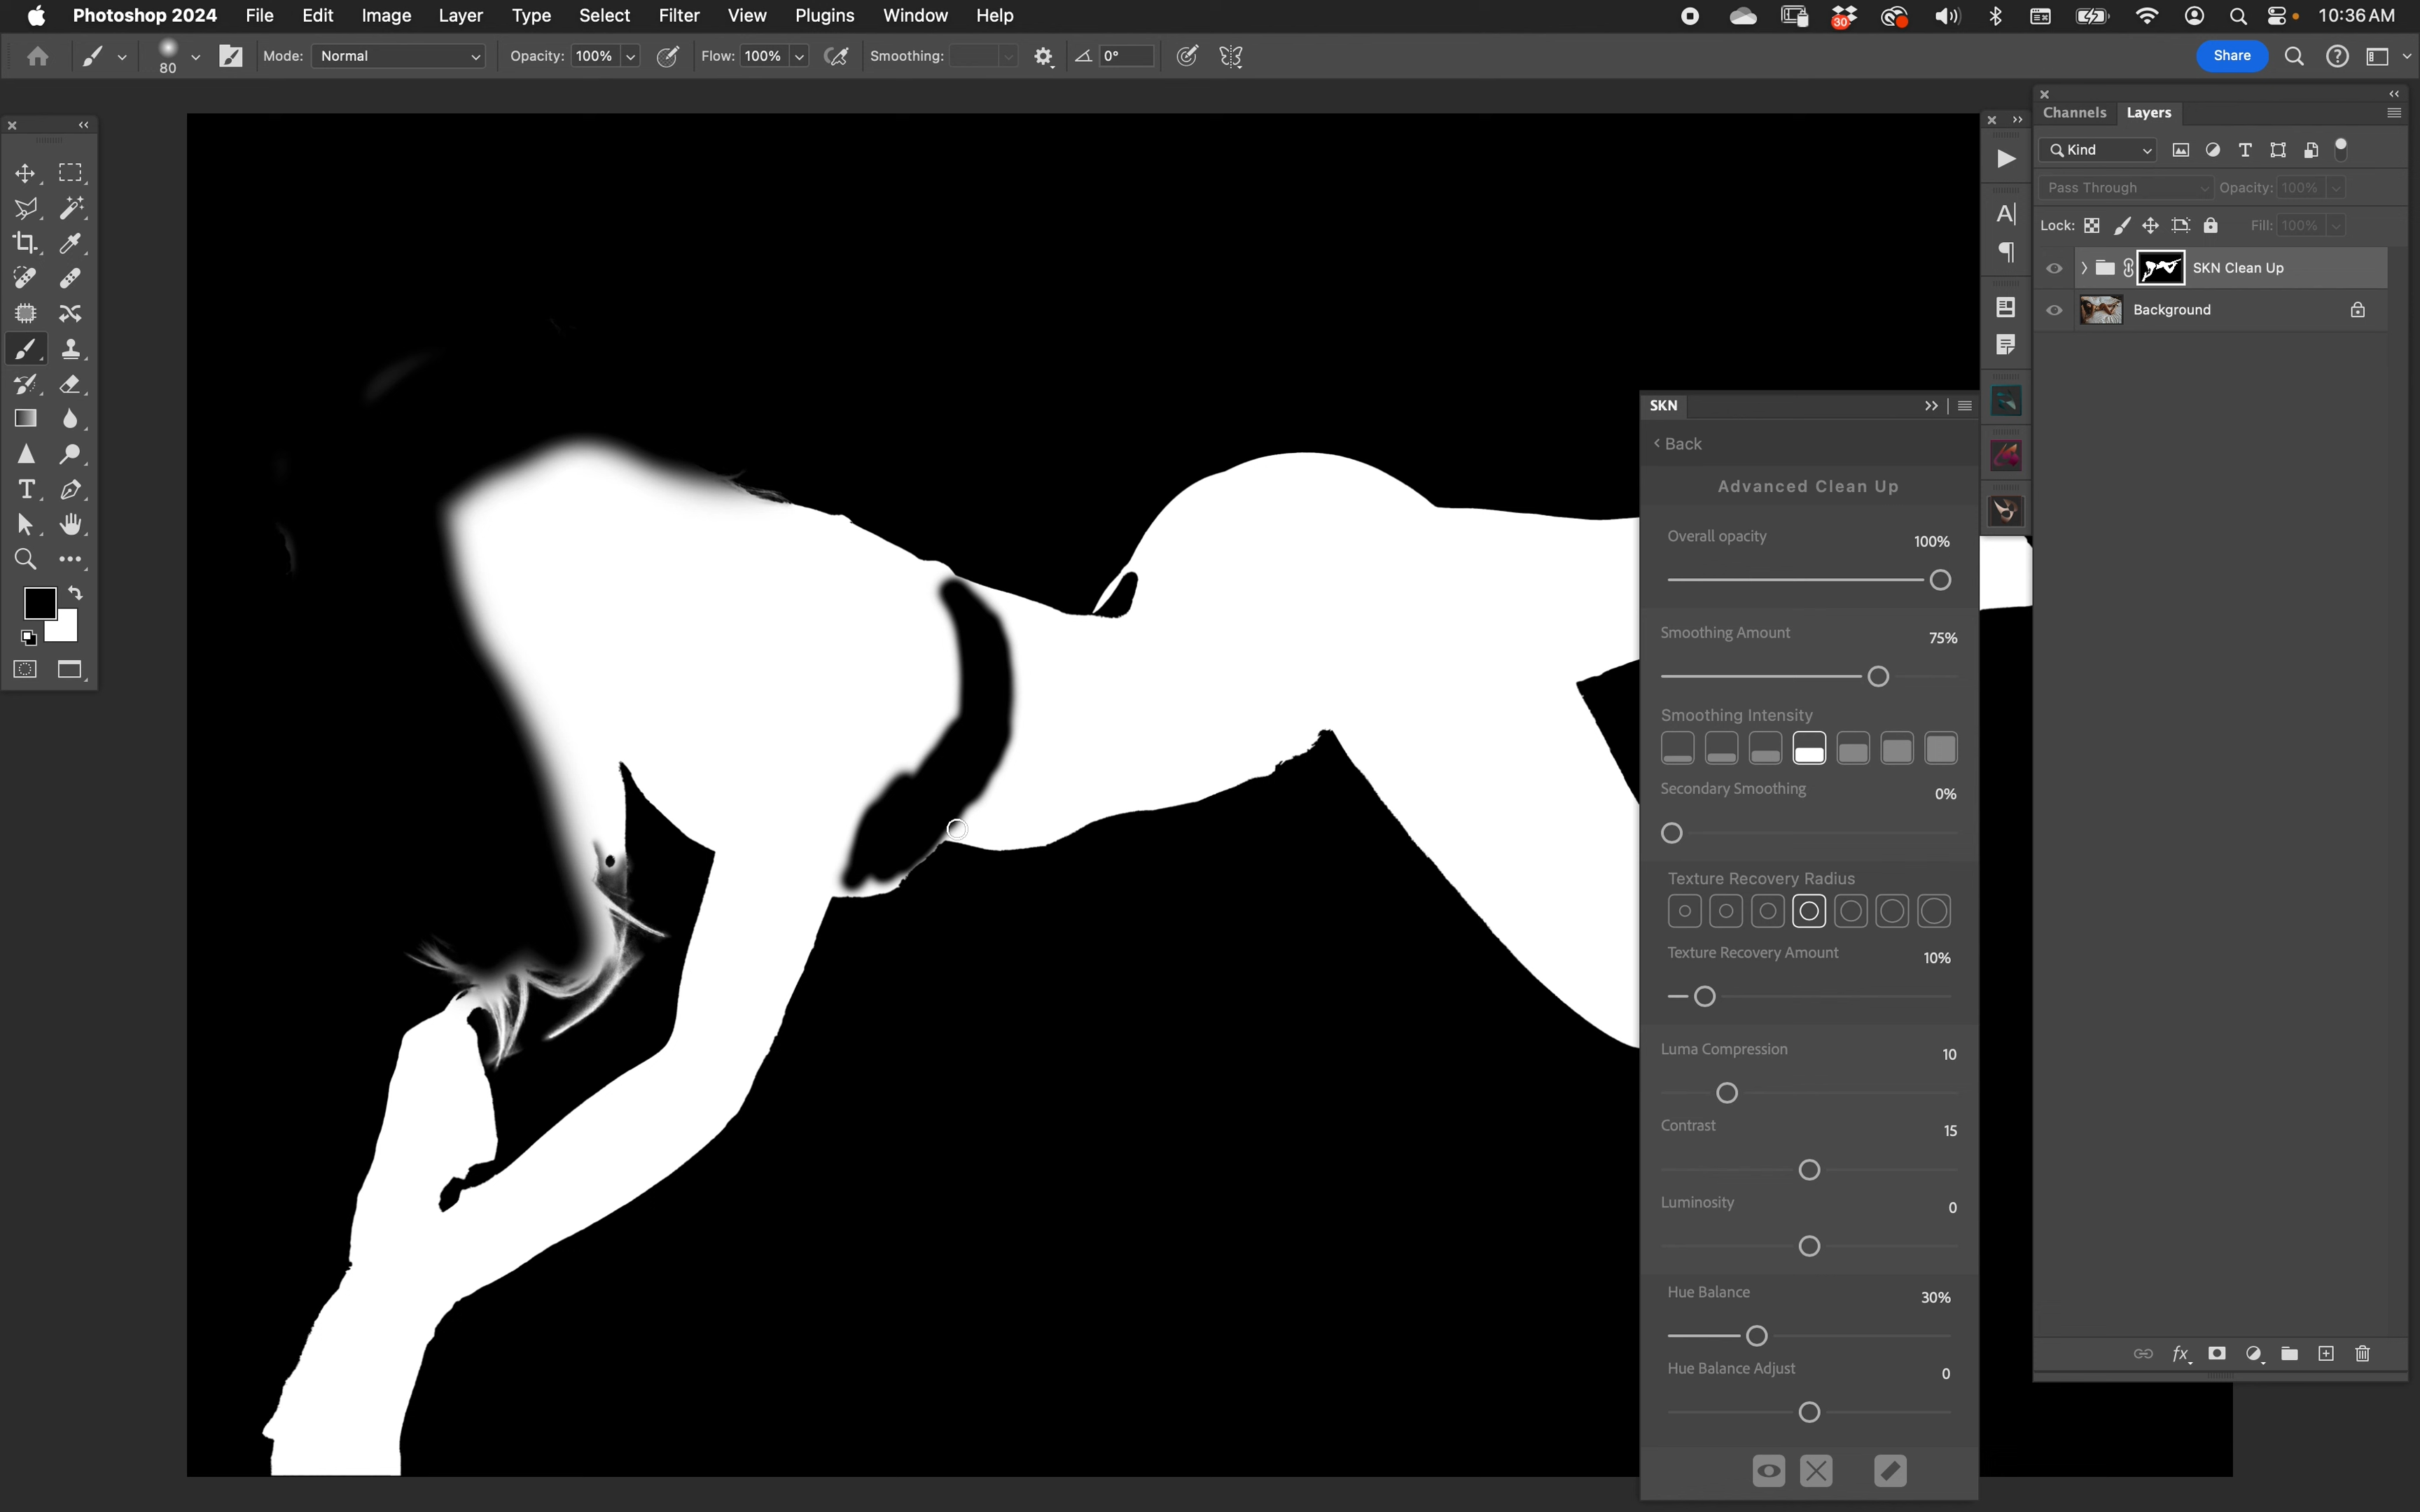 Photoshop 2024 File Edit Image Layer Type Select Filter View Plugins Window Help 30 10:36 AM
80 Mode: Normal Opacity: 100% Flow: 100% Smoothing: 0° Share
Channels Layers
Kind
Pass Through Opacity: 100%
Lock: Fill: 100%
SKN Clean Up
Background
SKN
Back
Advanced Clean Up
Overall opacity 100%
Smoothing Amount 75%
Smoothing Intensity
Secondary Smoothing 0%
Texture Recovery Radius
Texture Recovery Amount 10%
Luma Compression 10
Contrast 15
Luminosity 0
Hue Balance 30%
Hue Balance Adjust 0